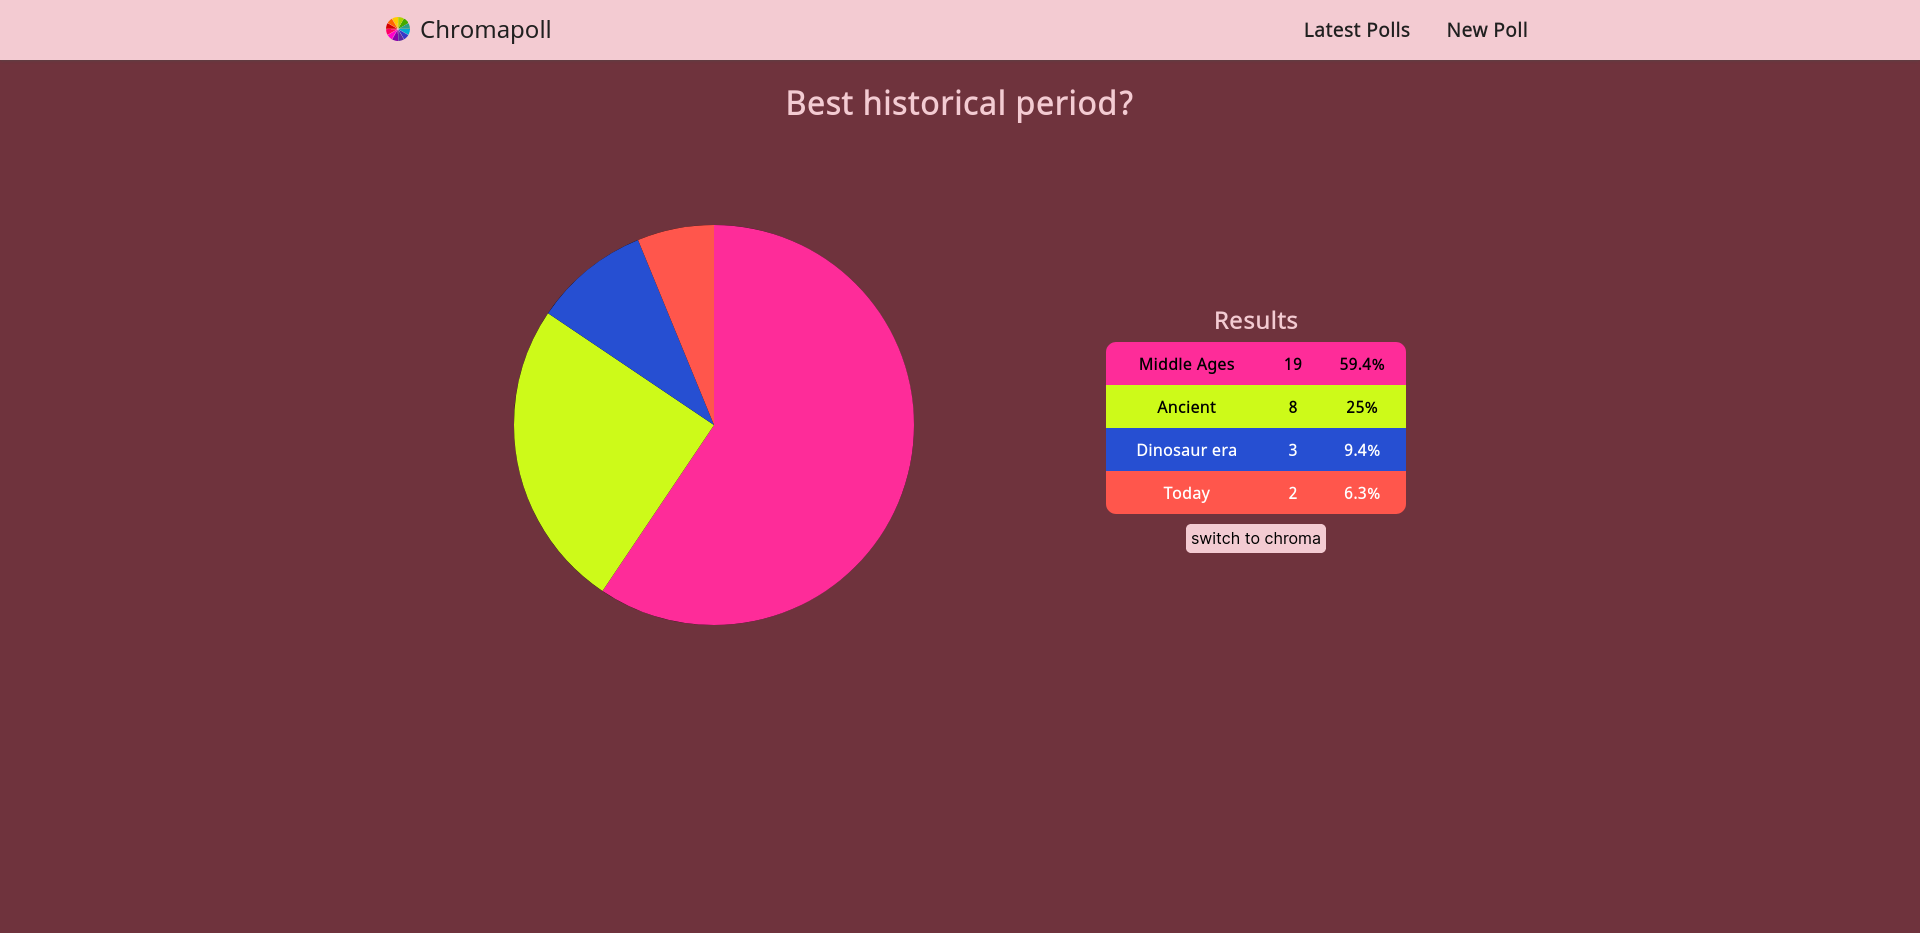 Chromapoll
Latest Polls
New Poll
Best historical period?
Results
Middle Ages 19 59.4%
Ancient 8 25%
Dinosaur era 3 9.4%
Today 2 6.3%
switch to chroma